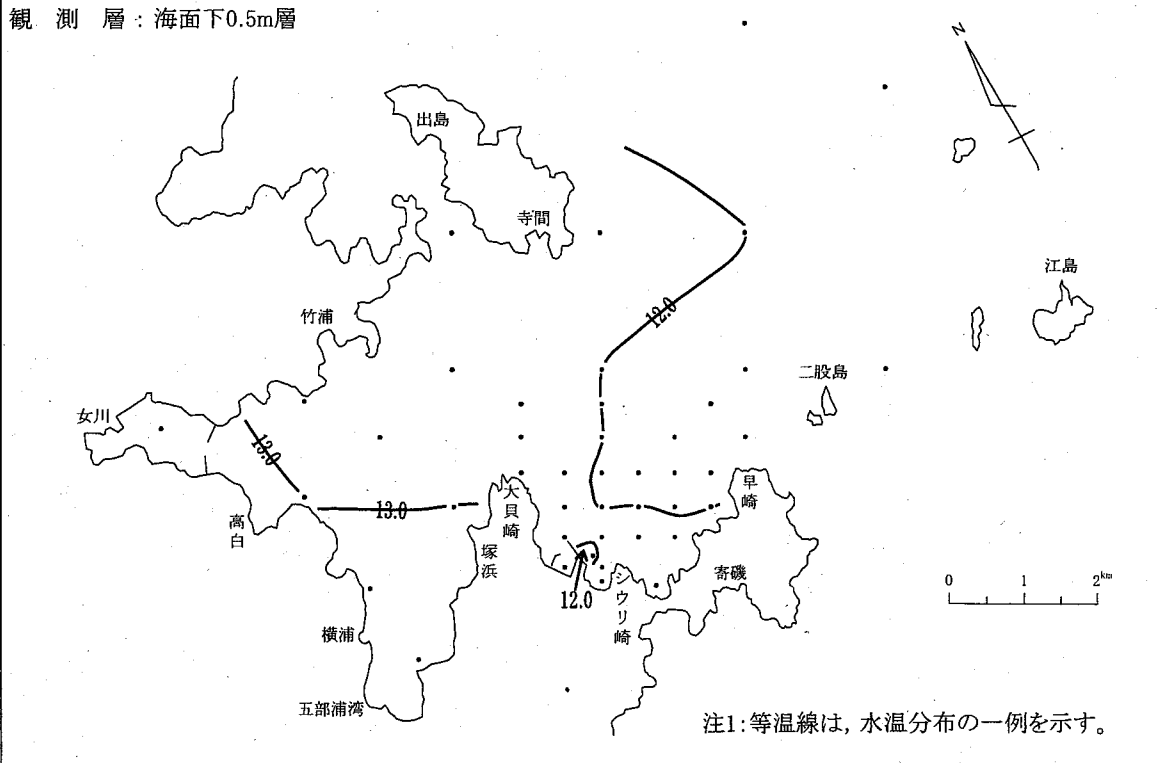 観測層：海面下0.5m層
N
出島
寺間
江島
12.0
竹浦
二股島
女川
13.0
早崎
大貝崎
13.0
高白
塚浜
寄磯
シウリ崎
12.0
0 1 2km
横浦
五部浦湾
注1：等温線は，水温分布の一例を示す。